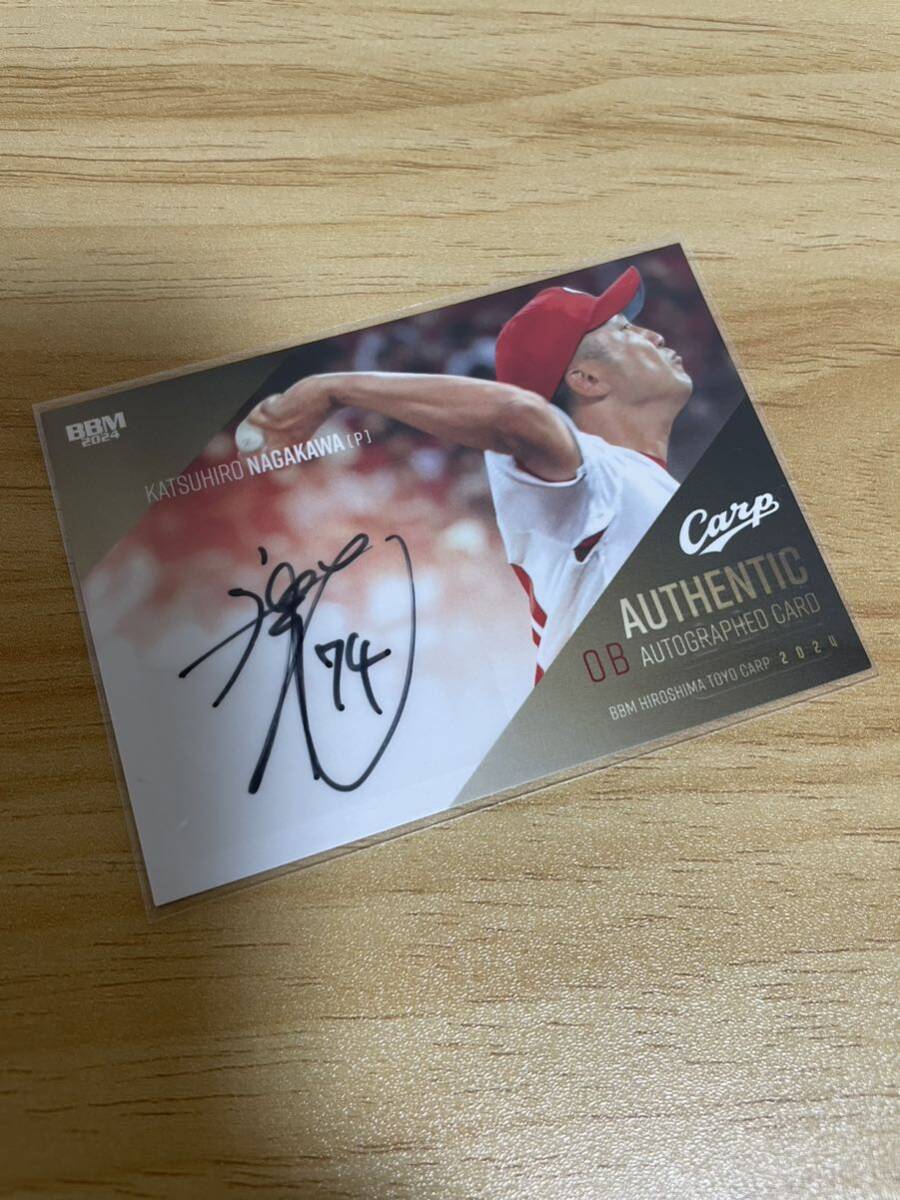 BBM
2024
KATSUHIRO NAGAKAWA [P]
74
Carp
AUTHENTIC
OB AUTOGRAPHED CARD
BBM HIROSHIMA TOYO CARP 2024